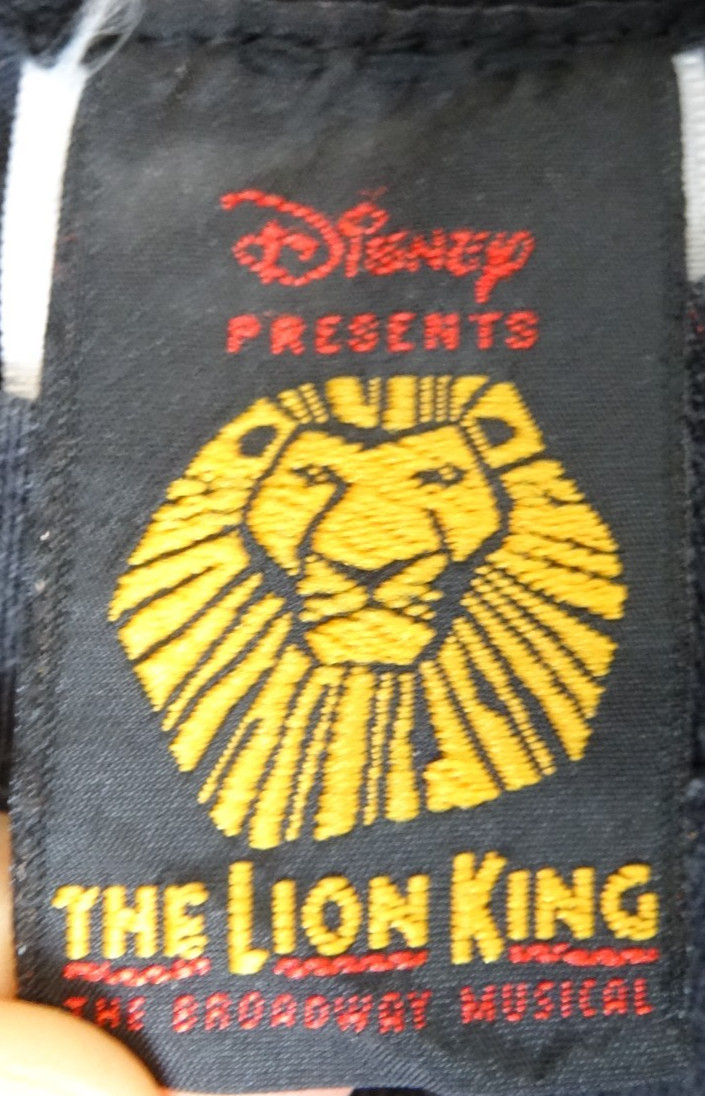 DISNEY
PRESENTS
THE LION KING
THE BROADWAY MUSICAL